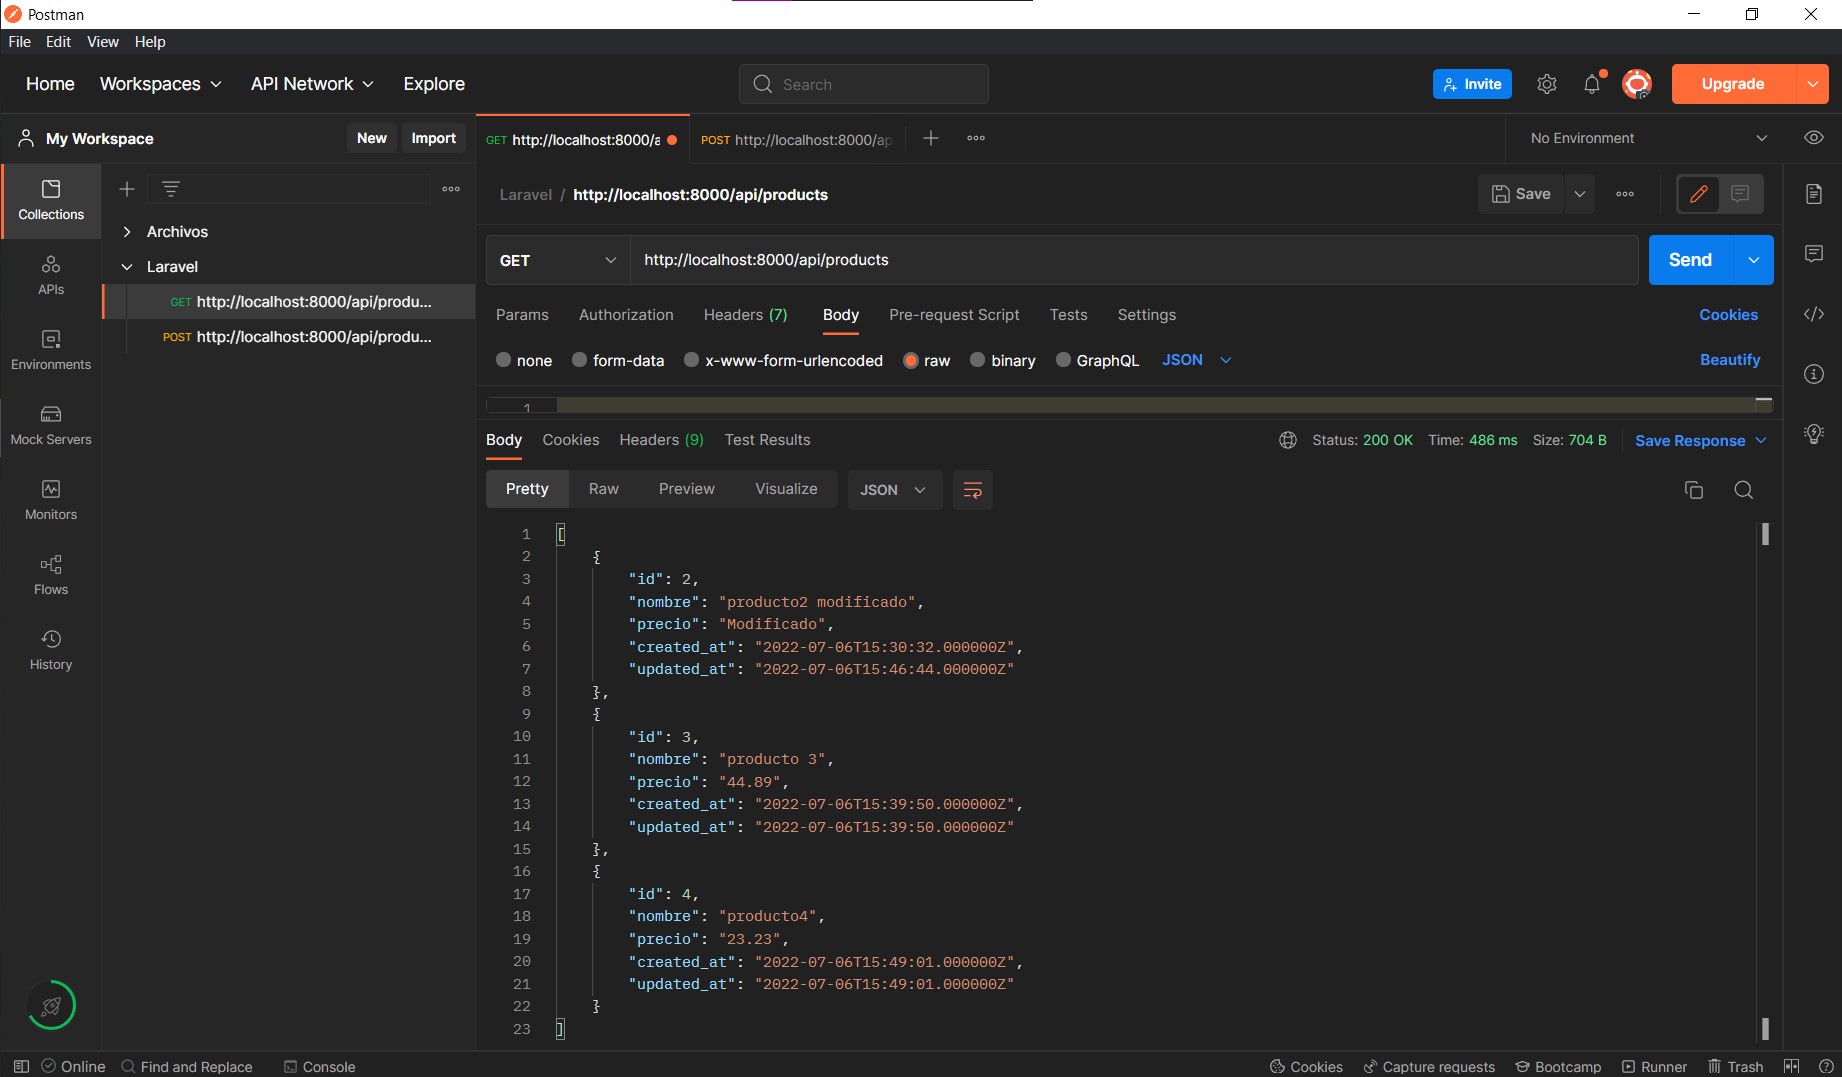 Postman
File Edit View Help
Home Workspaces API Network Explore Search Invite Upgrade
My Workspace New Import
GET http://localhost:8000/a POST http://localhost:8000/ap No Environment
Collections
APIs
Environments
Mock Servers
Monitors
Flows
History
Archivos
Laravel
GET http://localhost:8000/api/produ...
POST http://localhost:8000/api/produ...
Laravel / http://localhost:8000/api/products Save
GET http://localhost:8000/api/products Send
Params Authorization Headers (7) Body Pre-request Script Tests Settings Cookies
none form-data x-www-form-urlencoded raw binary GraphQL JSON Beautify
1
Body Cookies Headers (9) Test Results Status: 200 OK Time: 486 ms Size: 704 B Save Response
Pretty Raw Preview Visualize JSON
1 [
2 {
3 "id": 2,
4 "nombre": "producto2 modificado",
5 "precio": "Modificado",
6 "created_at": "2022-07-06T15:30:32.000000Z",
7 "updated_at": "2022-07-06T15:46:44.000000Z"
8 },
9 {
10 "id": 3,
11 "nombre": "producto 3",
12 "precio": "44.89",
13 "created_at": "2022-07-06T15:39:50.000000Z",
14 "updated_at": "2022-07-06T15:39:50.000000Z"
15 },
16 {
17 "id": 4,
18 "nombre": "producto4",
19 "precio": "23.23",
20 "created_at": "2022-07-06T15:49:01.000000Z",
21 "updated_at": "2022-07-06T15:49:01.000000Z"
22 }
23 ]
Online Find and Replace Console Cookies Capture requests Bootcamp Runner Trash